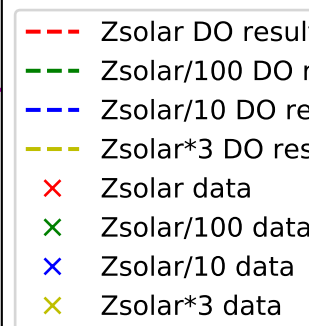 Zsolar DO resul
Zsolar/100 DO r
Zsolar/10 DO re
Zsolar*3 DO res
Zsolar data
Zsolar/100 data
Zsolar/10 data
Zsolar*3 data